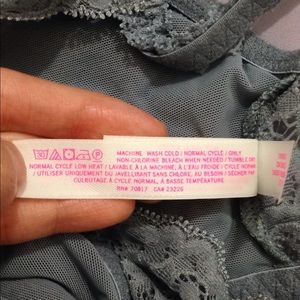 MACHINE WASH COLD / NORMAL CYCLE / ONLY
NON-CHLORINE BLEACH WHEN NEEDED / TUMBLE DRY
NORMAL CYCLE LOW HEAT / LAVABLE À LA MACHINE, À L'EAU FROIDE / CYCLE NORMAL
/ UTILISER UNIQUEMENT DU JAVELLISANT SANS CHLORE, AU BESOIN / SÉCHER PAR
CULBUTAGE À CYCLE NORMAL, À BASSE TEMPÉRATURE
RN# 70817 CA# 23226